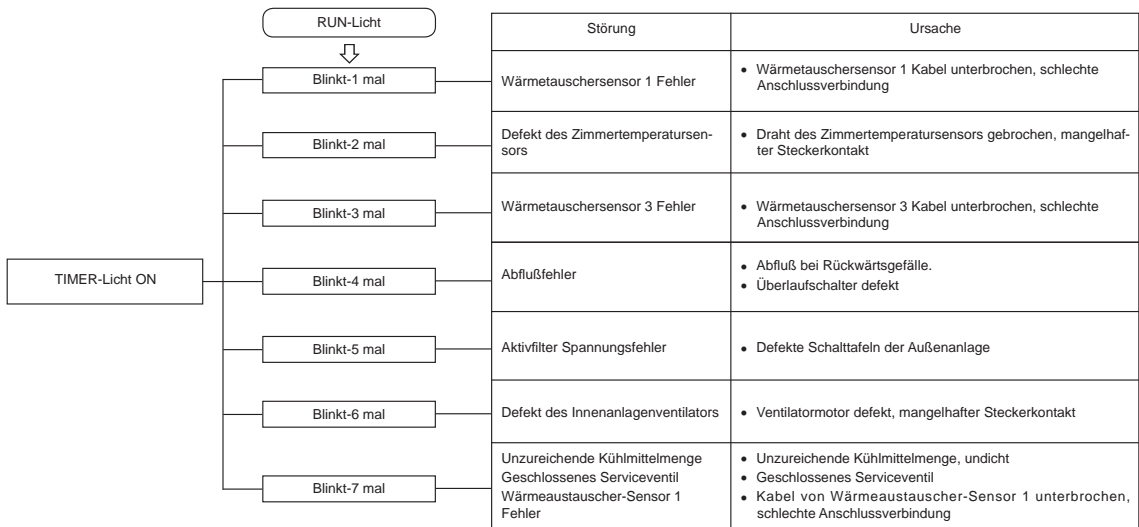 RUN-Licht
Störung
Ursache
Blinkt-1 mal
Wärmetauschersensor 1 Fehler
• Wärmetauschersensor 1 Kabel unterbrochen, schlechte
Anschlussverbindung
Blinkt-2 mal
Defekt des Zimmertemperatursen-
sors
• Draht des Zimmertemperatursensors gebrochen, mangelhaf-
ter Steckerkontakt
Blinkt-3 mal
Wärmetauschersensor 3 Fehler
• Wärmetauschersensor 3 Kabel unterbrochen, schlechte
Anschlussverbindung
TIMER-Licht ON
Blinkt-4 mal
Abflußfehler
• Abfluß bei Rückwärtsgefälle.
• Überlaufschalter defekt
Blinkt-5 mal
Aktivfilter Spannungsfehler
• Defekte Schalttafeln der Außenanlage
Blinkt-6 mal
Defekt des Innenanlagenventilators
• Ventilatormotor defekt, mangelhafter Steckerkontakt
Blinkt-7 mal
Unzureichende Kühlmittelmenge
Geschlossenes Serviceventil
Wärmeaustauscher-Sensor 1
Fehler
• Unzureichende Kühlmittelmenge, undicht
• Geschlossenes Serviceventil
• Kabel von Wärmeaustauscher-Sensor 1 unterbrochen,
schlechte Anschlussverbindung